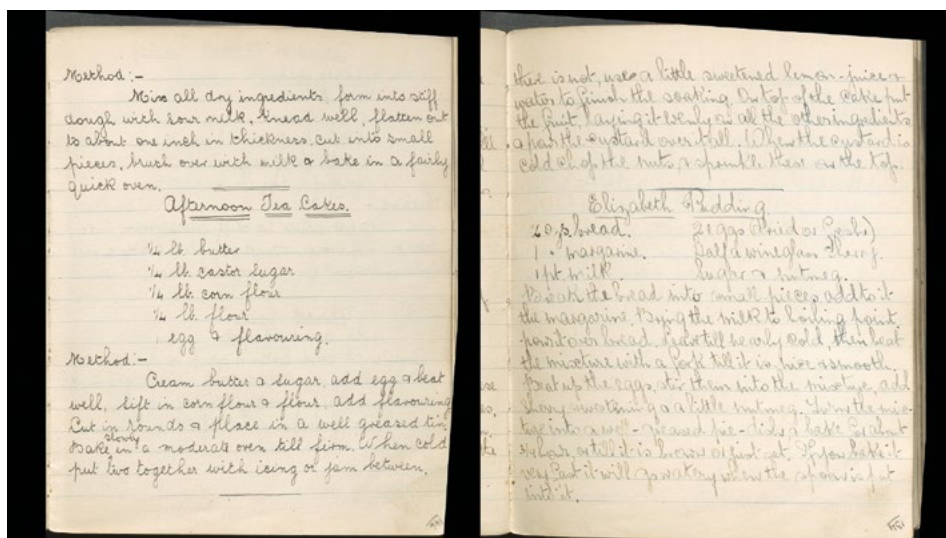 Method:-
Mix all dry ingredients, form into stiff
dough with sour milk, knead well, flatten out
to about one inch in thickness, cut into small
pieces, brush over with milk & bake in a fairly
quick oven.
Afternoon Tea Cakes.
1/4 lb. butter
1/4 lb. castor sugar
1/4 lb. corn flour
1/4 lb. flour
1 egg & flavouring.
Method:-
Cream butter & sugar, add egg & beat
well, sift in corn flour & flour, add flavouring
Cut in rounds & place in a well greased tin,
Bake slowly in a moderate oven till firm. When cold
put two together with icing or jam between.
there is not, use a little sweetened lemon-juice &
water to finish the soaking. On top of the cake put
the fruit, laying it evenly as all the other ingredients
& pour the custard over it all. When the custard is
cold chop the nuts, & sprinkle these on the top.
Elizabeth Pudding
ozs. bread. 2 eggs (dried or fresh)
1 " margarine. Half a wineglass sherry.
1 pt. milk. Sugar & nutmeg.
Break the bread into small pieces, add to it
the margarine. Bring the milk to boiling point,
pour it over bread, leave till nearly cold, then beat
the mixture with a fork till it is nice & smooth.
Beat up the eggs, stir them into the mixture, add
sherry sweetening & a little nutmeg. Turn the mix-
ture into a well-greased pie-dish & bake for about
3/4 hour, or till it is brown & just set. If you bake it
very fast it will go watery when the spoon is put
into it.